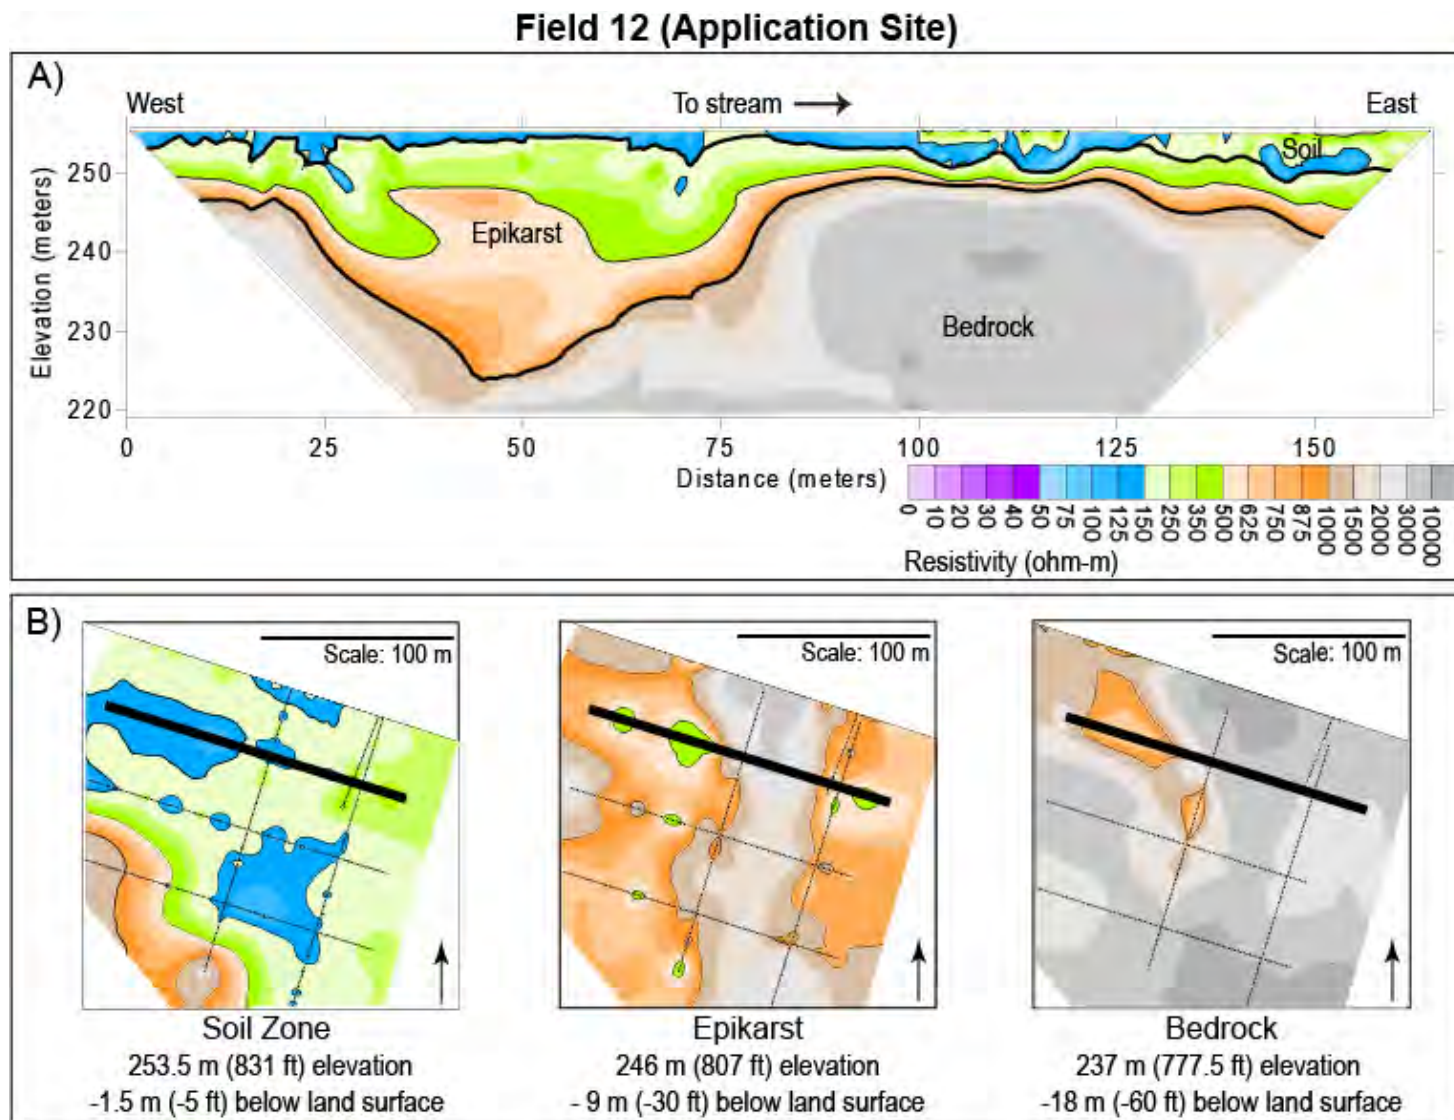 Field 12 (Application Site)
A)
West
To stream
East
Soil
Epikarst
Bedrock
Elevation (meters)
250
240
230
220
0 25 50 75 100 125 150
Distance (meters)
0 10 20 30 40 50 75 100 125 150 250 350 500 625 750 875 1000 1500 2000 3000 10000
Resistivity (ohm-m)
B)
Scale: 100 m
Scale: 100 m
Scale: 100 m
Soil Zone
253.5 m (831 ft) elevation
-1.5 m (-5 ft) below land surface
Epikarst
246 m (807 ft) elevation
- 9 m (-30 ft) below land surface
Bedrock
237 m (777.5 ft) elevation
-18 m (-60 ft) below land surface